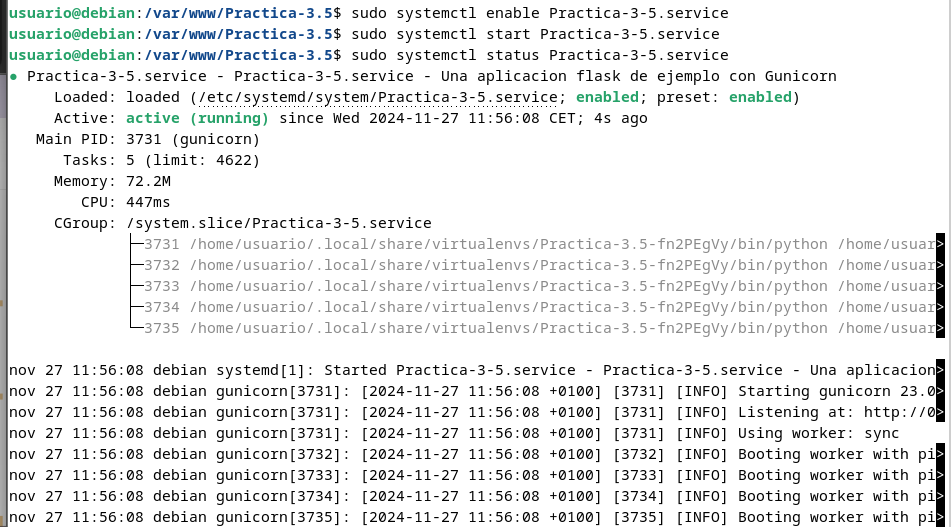 usuario@debian:/var/www/Practica-3.5$ sudo systemctl enable Practica-3-5.service
usuario@debian:/var/www/Practica-3.5$ sudo systemctl start Practica-3-5.service
usuario@debian:/var/www/Practica-3.5$ sudo systemctl status Practica-3-5.service
● Practica-3-5.service - Practica-3-5.service - Una aplicacion flask de ejemplo con Gunicorn
     Loaded: loaded (/etc/systemd/system/Practica-3-5.service; enabled; preset: enabled)
     Active: active (running) since Wed 2024-11-27 11:56:08 CET; 4s ago
   Main PID: 3731 (gunicorn)
      Tasks: 5 (limit: 4622)
     Memory: 72.2M
        CPU: 447ms
     CGroup: /system.slice/Practica-3-5.service
             ├─3731 /home/usuario/.local/share/virtualenvs/Practica-3.5-fn2PEgVy/bin/python /home/usuar>
             ├─3732 /home/usuario/.local/share/virtualenvs/Practica-3.5-fn2PEgVy/bin/python /home/usuar>
             ├─3733 /home/usuario/.local/share/virtualenvs/Practica-3.5-fn2PEgVy/bin/python /home/usuar>
             ├─3734 /home/usuario/.local/share/virtualenvs/Practica-3.5-fn2PEgVy/bin/python /home/usuar>
             └─3735 /home/usuario/.local/share/virtualenvs/Practica-3.5-fn2PEgVy/bin/python /home/usuar>
nov 27 11:56:08 debian systemd[1]: Started Practica-3-5.service - Practica-3-5.service - Una aplicacion>
nov 27 11:56:08 debian gunicorn[3731]: [2024-11-27 11:56:08 +0100] [3731] [INFO] Starting gunicorn 23.0>
nov 27 11:56:08 debian gunicorn[3731]: [2024-11-27 11:56:08 +0100] [3731] [INFO] Listening at: http://0>
nov 27 11:56:08 debian gunicorn[3731]: [2024-11-27 11:56:08 +0100] [3731] [INFO] Using worker: sync
nov 27 11:56:08 debian gunicorn[3732]: [2024-11-27 11:56:08 +0100] [3732] [INFO] Booting worker with pi>
nov 27 11:56:08 debian gunicorn[3733]: [2024-11-27 11:56:08 +0100] [3733] [INFO] Booting worker with pi>
nov 27 11:56:08 debian gunicorn[3734]: [2024-11-27 11:56:08 +0100] [3734] [INFO] Booting worker with pi>
nov 27 11:56:08 debian gunicorn[3735]: [2024-11-27 11:56:08 +0100] [3735] [INFO] Booting worker with pi>